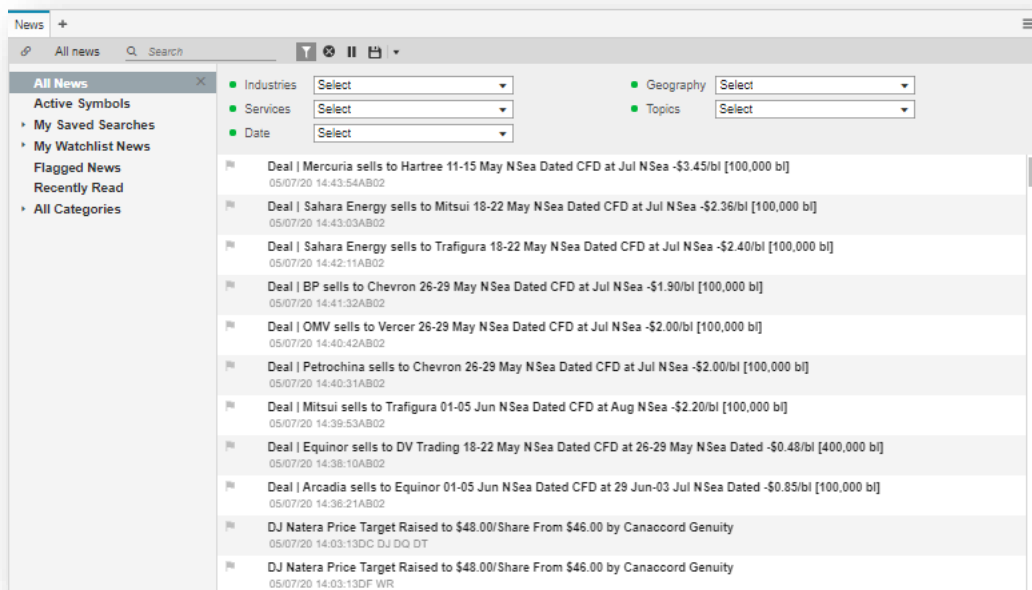 News +
All news Search
All News
Active Symbols
My Saved Searches
My Watchlist News
Flagged News
Recently Read
All Categories
Industries Select Geography Select
Services Select Topics Select
Date Select
Deal | Mercuria sells to Hartree 11-15 May NSea Dated CFD at Jul NSea -$3.45/bl [100,000 bl]
05/07/20 14:43:54AB02
Deal | Sahara Energy sells to Mitsui 18-22 May NSea Dated CFD at Jul NSea -$2.36/bl [100,000 bl]
05/07/20 14:43:03AB02
Deal | Sahara Energy sells to Trafigura 18-22 May NSea Dated CFD at Jul NSea -$2.40/bl [100,000 bl]
05/07/20 14:42:11AB02
Deal | BP sells to Chevron 26-29 May NSea Dated CFD at Jul NSea -$1.90/bl [100,000 bl]
05/07/20 14:41:32AB02
Deal | OMV sells to Vercer 26-29 May NSea Dated CFD at Jul NSea -$2.00/bl [100,000 bl]
05/07/20 14:40:42AB02
Deal | Petrochina sells to Chevron 26-29 May NSea Dated CFD at Jul NSea -$2.00/bl [100,000 bl]
05/07/20 14:40:31AB02
Deal | Mitsui sells to Trafigura 01-05 Jun NSea Dated CFD at Aug NSea -$2.20/bl [100,000 bl]
05/07/20 14:39:53AB02
Deal | Equinor sells to DV Trading 18-22 May NSea Dated CFD at 26-29 May NSea Dated -$0.48/bl [400,000 bl]
05/07/20 14:38:10AB02
Deal | Arcadia sells to Equinor 01-05 Jun NSea Dated CFD at 29 Jun-03 Jul NSea Dated -$0.85/bl [100,000 bl]
05/07/20 14:36:21AB02
DJ Natera Price Target Raised to $48.00/Share From $46.00 by Canaccord Genuity
05/07/20 14:03:13DC DJ DQ DT
DJ Natera Price Target Raised to $48.00/Share From $46.00 by Canaccord Genuity
05/07/20 14:03:13DF WR